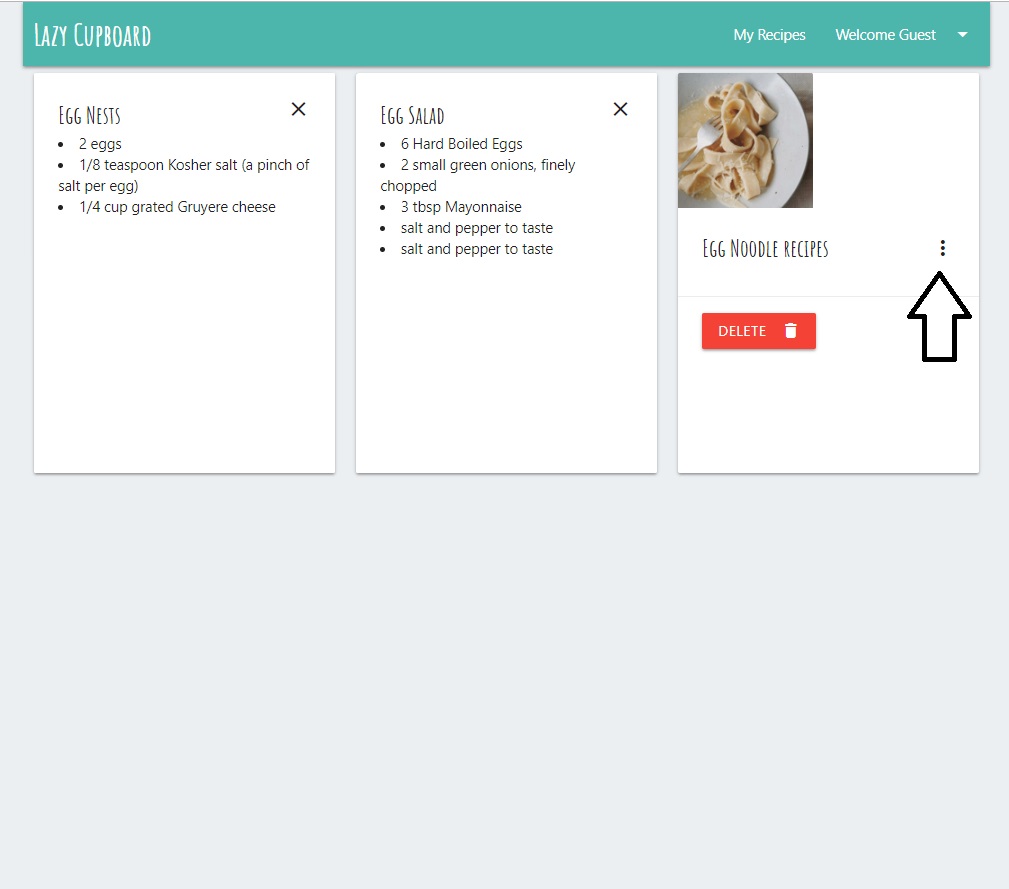 Lazy Cupboard
My Recipes
Welcome Guest
Egg Nests
2 eggs
1/8 teaspoon Kosher salt (a pinch of
salt per egg)
1/4 cup grated Gruyere cheese
Egg Salad
6 Hard Boiled Eggs
2 small green onions, finely
chopped
3 tbsp Mayonnaise
salt and pepper to taste
salt and pepper to taste
Egg Noodle recipes
DELETE